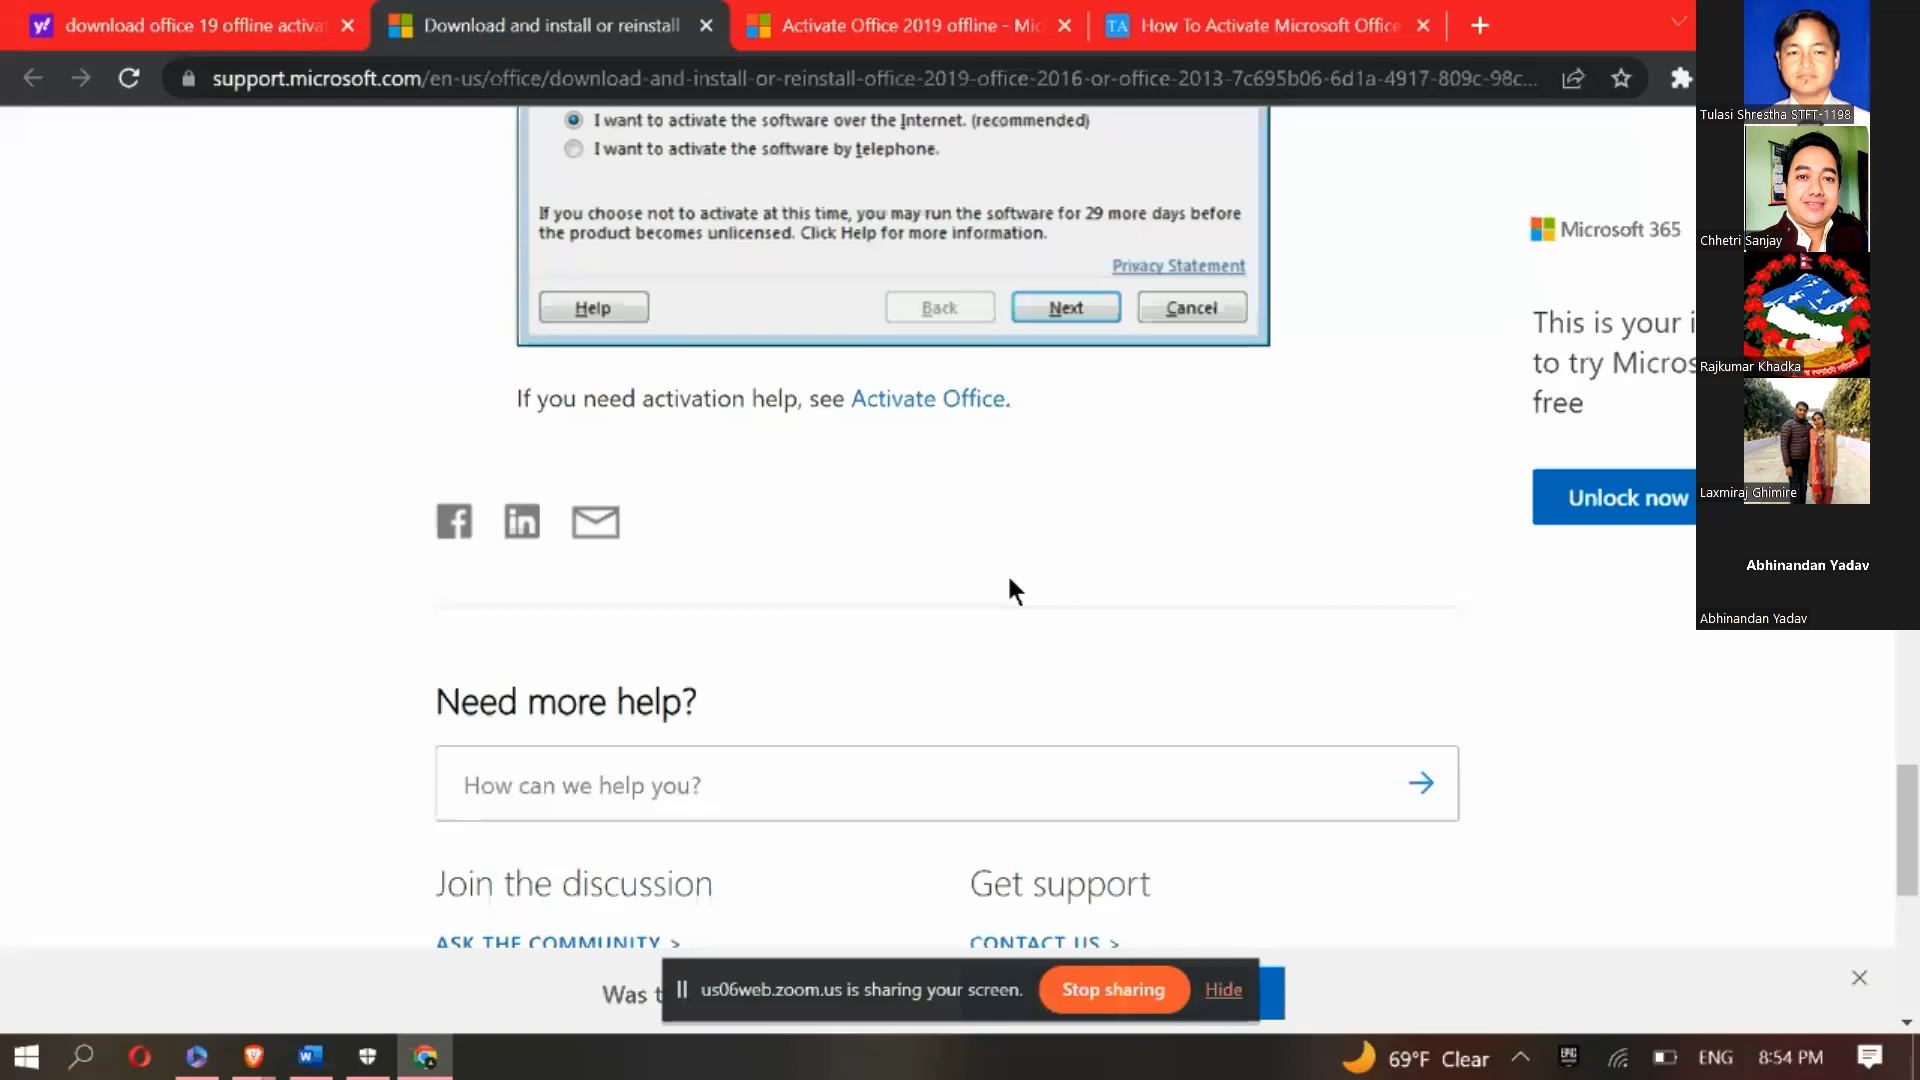 download office 19 offline activa
Download and install or reinstall
Activate Office 2019 offline - Mic
TA How To Activate Microsoft Office
support.microsoft.com/en-us/office/download-and-install-or-reinstall-office-2019-office-2016-or-office-2013-7c695b06-6d1a-4917-809c-98c...
I want to activate the software over the Internet. (recommended)
I want to activate the software by telephone.
If you choose not to activate at this time, you may run the software for 29 more days before
the product becomes unlicensed. Click Help for more information.
Privacy Statement
Help Back Next Cancel
If you need activation help, see Activate Office.
Microsoft 365
This is your i
to try Micros
free
Unlock now
Need more help?
How can we help you?
Join the discussion
ASK THE COMMUNITY >
Get support
CONTACT US >
Was t
us06web.zoom.us is sharing your screen. Stop sharing Hide
Tulasi Shrestha STFT-1198
Chhetri Sanjay
Rajkumar Khadka
Laxmiraj Ghimire
Abhinandan Yadav
Abhinandan Yadav
69°F Clear ENG 8:54 PM